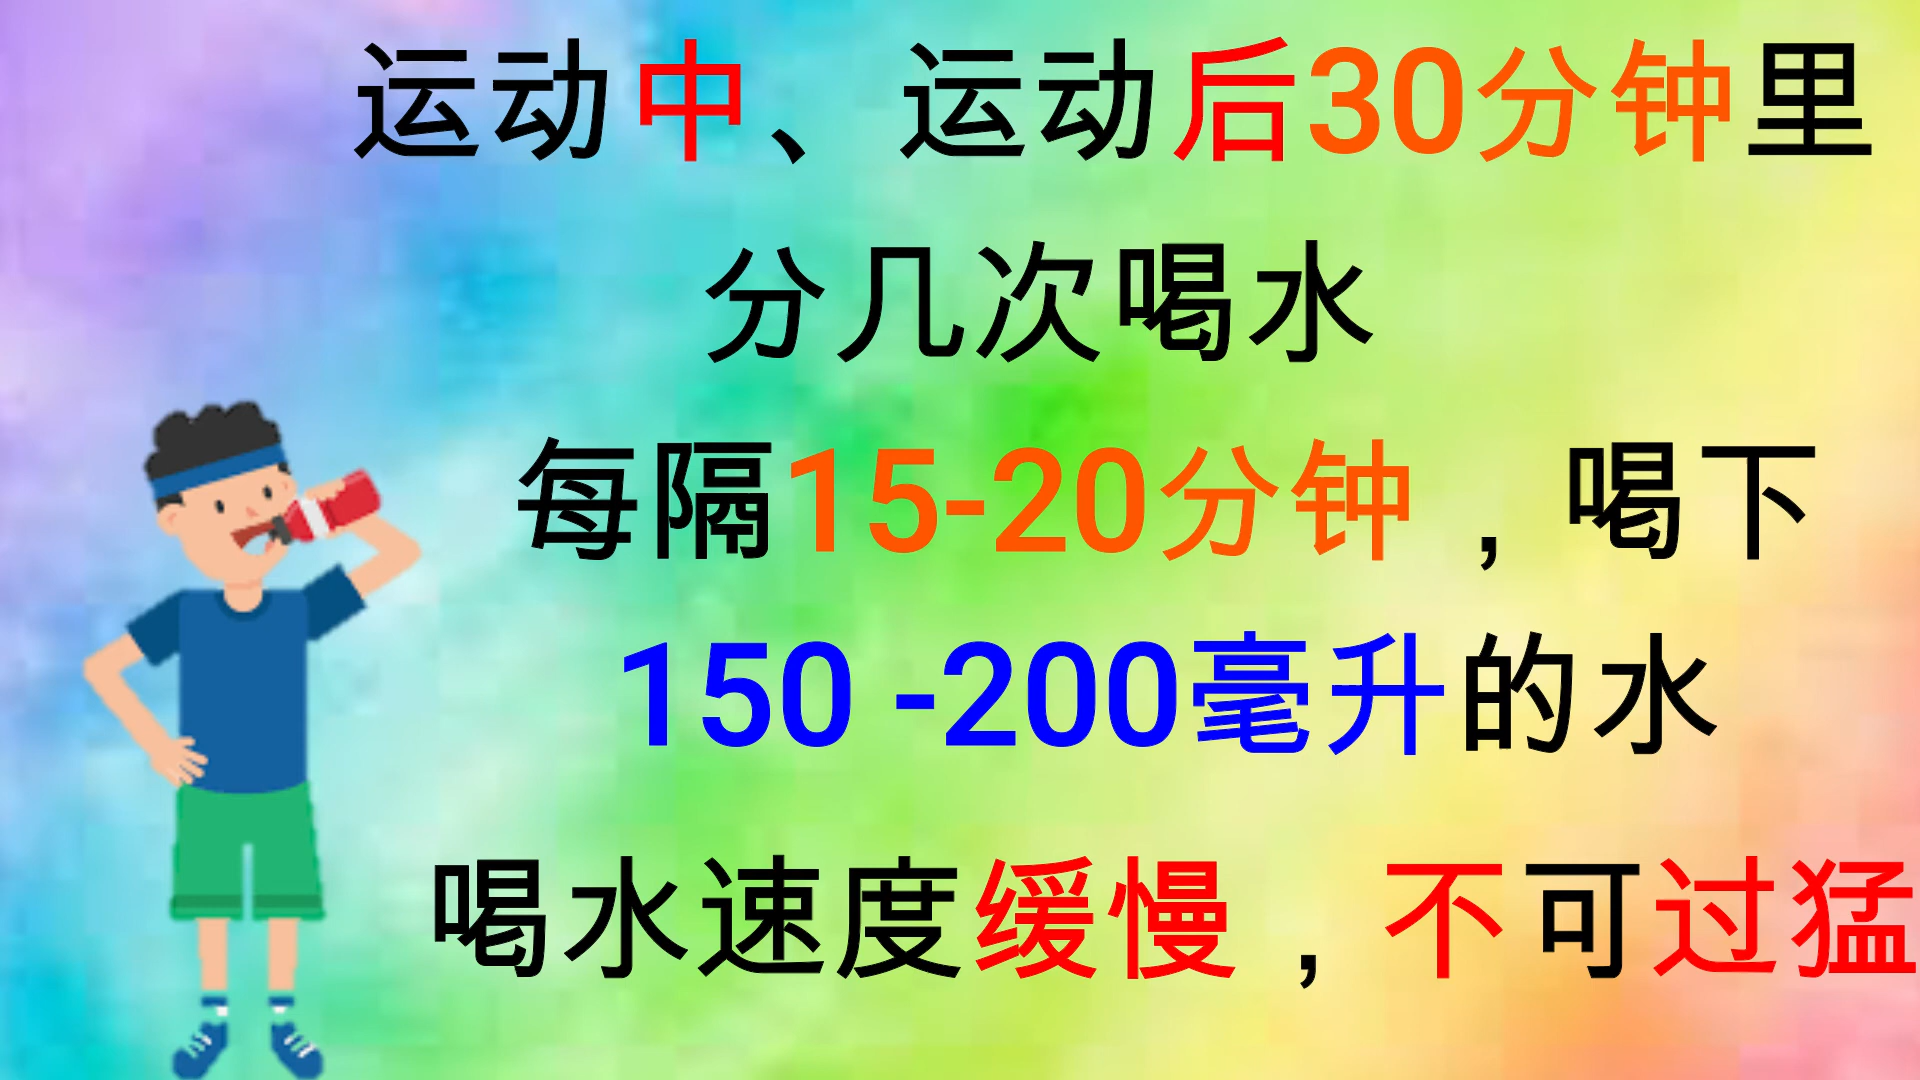 运动中、运动后30分钟里
分几次喝水
每隔15-20分钟，喝下
150 -200毫升的水
喝水速度缓慢，不可过猛